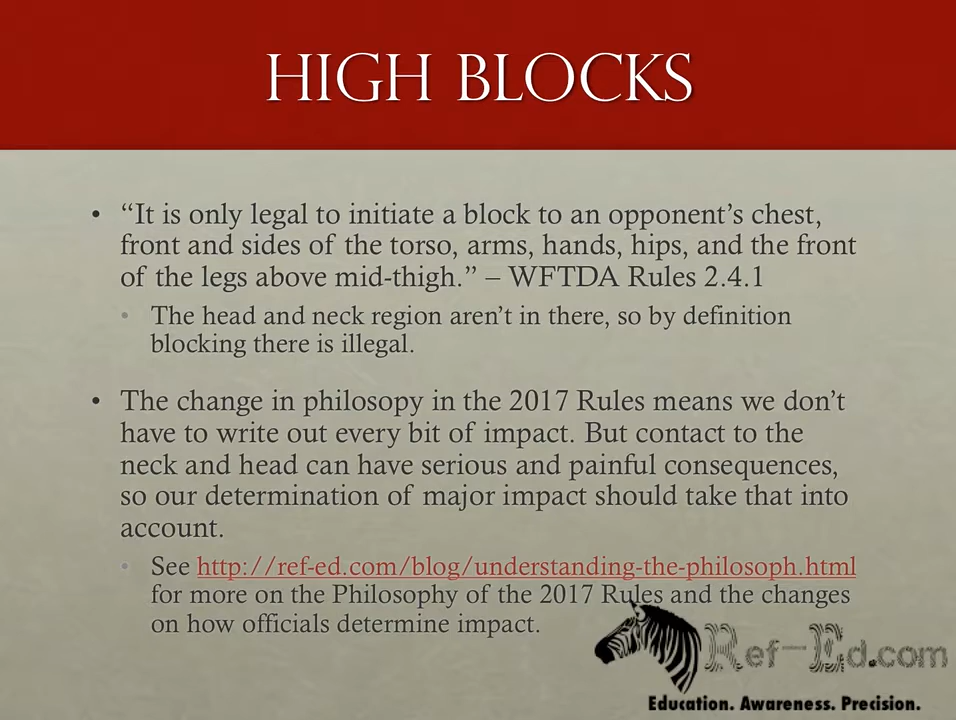 HIGH BLOCKS
• “It is only legal to initiate a block to an opponent’s chest,
front and sides of the torso, arms, hands, hips, and the front
of the legs above mid-thigh.” – WFTDA Rules 2.4.1
• The head and neck region aren’t in there, so by definition
blocking there is illegal.
• The change in philosopy in the 2017 Rules means we don’t
have to write out every bit of impact. But contact to the
neck and head can have serious and painful consequences,
so our determination of major impact should take that into
account.
• See http://ref-ed.com/blog/understanding-the-philosoph.html
for more on the Philosophy of the 2017 Rules and the changes
on how officials determine impact.
Ref-Ed.com
Education. Awareness. Precision.